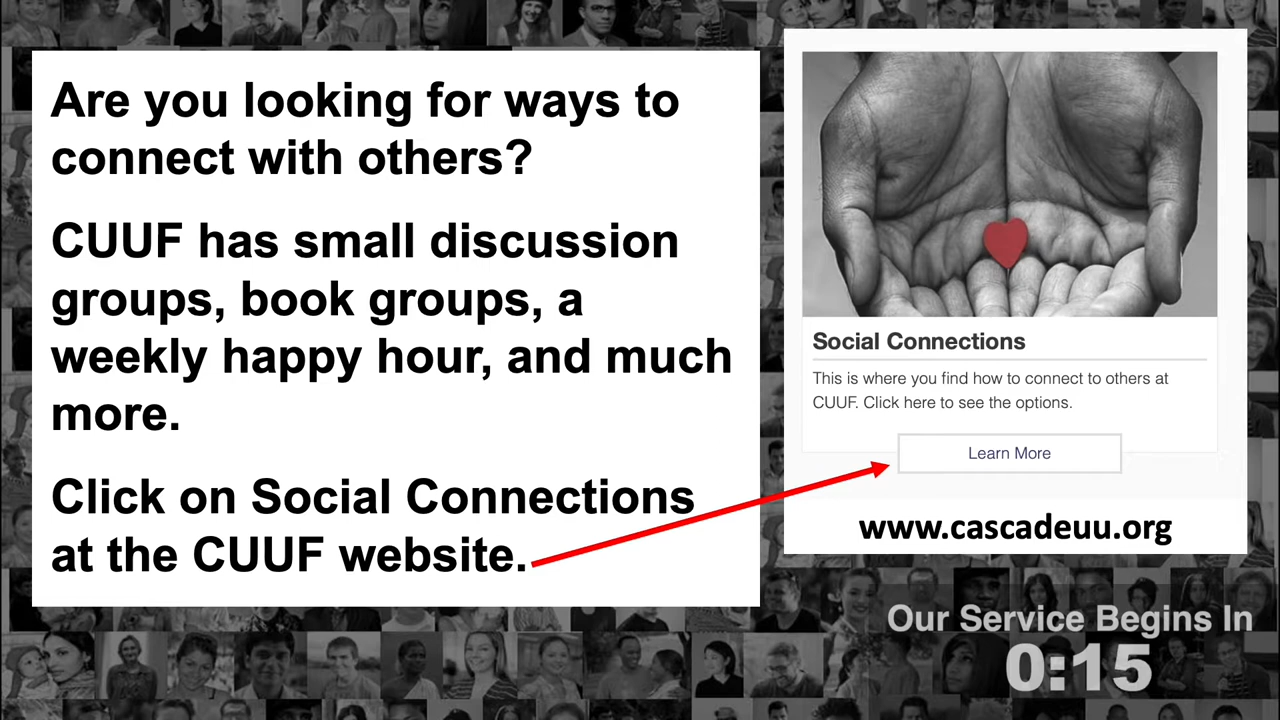 Are you looking for ways to
connect with others?
CUUF has small discussion
groups, book groups, a
weekly happy hour, and much
more.
Click on Social Connections
at the CUUF website.
Social Connections
This is where you find how to connect to others at
CUUF. Click here to see the options.
Learn More
www.cascadeuu.org
Our Service Begins In
0:15